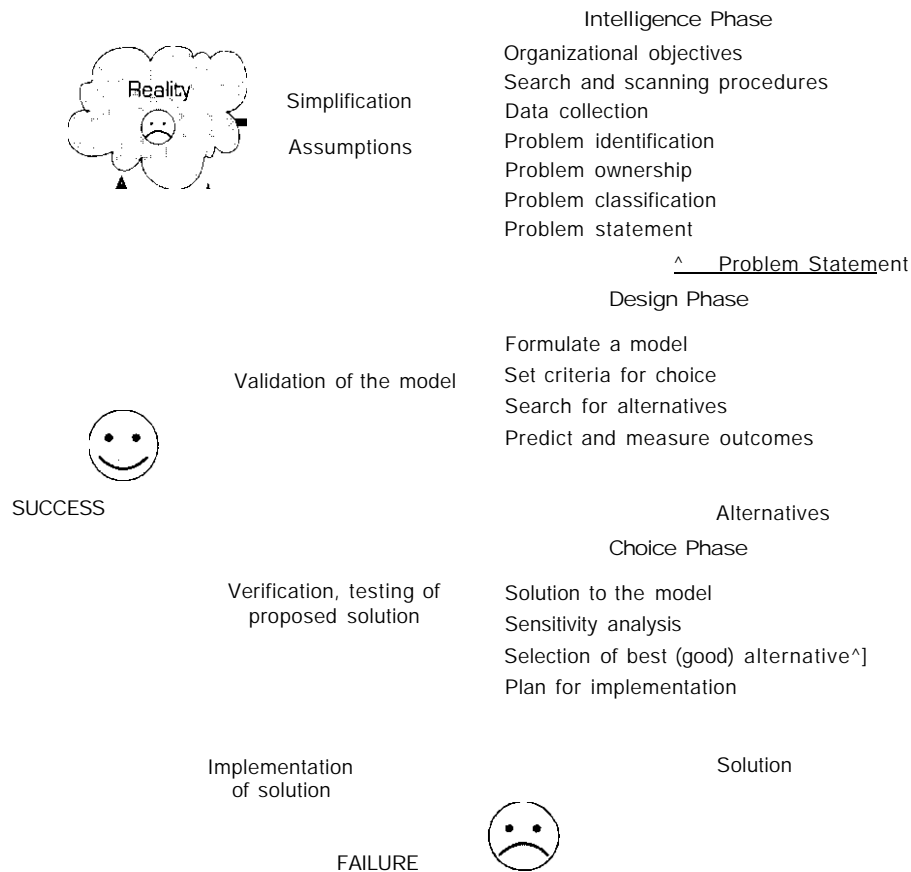 Intelligence Phase
Reality
Simplification
Assumptions
Organizational objectives
Search and scanning procedures
Data collection
Problem identification
Problem ownership
Problem classification
Problem statement
^ Problem Statement
Design Phase
Validation of the model
Formulate a model
Set criteria for choice
Search for alternatives
Predict and measure outcomes
SUCCESS
Alternatives
Choice Phase
Verification, testing of
proposed solution
Solution to the model
Sensitivity analysis
Selection of best (good) alternative^]
Plan for implementation
Implementation
of solution
Solution
FAILURE